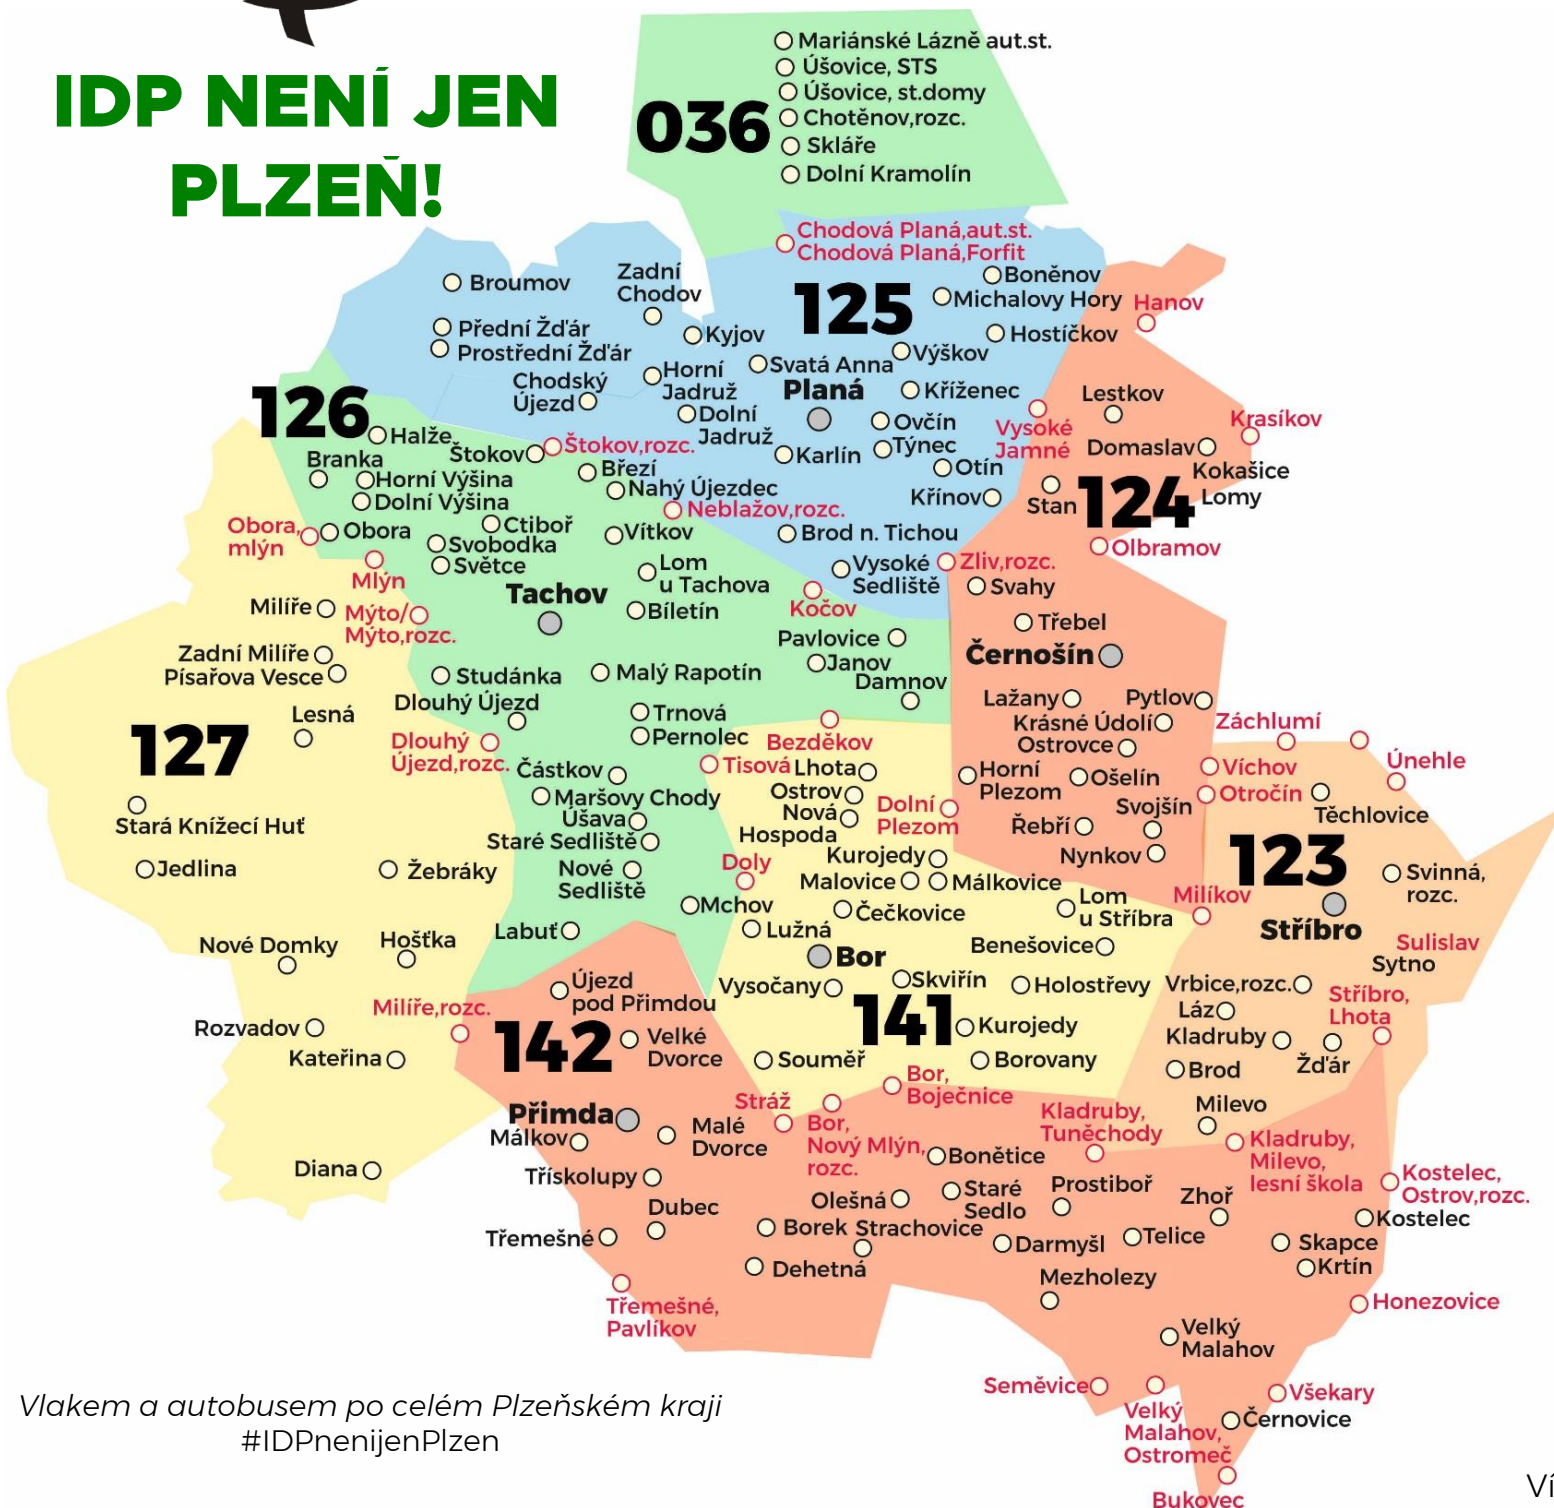 IDP NENÍ JEN
PLZEŇ!
036
Mariánské Lázně aut.st.
Úšovice, STS
Úšovice, st.domy
Chotěnov,rozc.
Skláře
Dolní Kramolín
Chodová Planá,aut.st.
Chodová Planá,Forfit
125
Broumov
Zadní
Chodov
Boněnov
Michalovy Hory
Hanov
Přední Žďár
Prostřední Žďár
Kyjov
Hostíčkov
Výškov
Svatá Anna
Horní
Jadruž
Chodský
Újezd
Planá
Kříženec
Dolní
Jadruž
Ovčín
Týnec
Karlín
Otín
Křínov
Vysoké
Jamné
Lestkov
Krasíkov
Domaslav
Kokašice
Lomy
Stan
124
Olbramov
126
Halže
Štokov
Štokov,rozc.
Branka
Horní Výšina
Dolní Výšina
Březí
Nahý Újezdec
Neblažov,rozc.
Obora,
mlýn
Obora
Ctiboř
Svobodka
Světce
Vítkov
Brod n. Tichou
Mlýn
Lom
u Tachova
Vysoké
Sedliště
Zliv,rozc.
Svahy
Tachov
Bíletín
Kočov
Milíře
Mýto/
Mýto,rozc.
Třebel
Pavlovice
Černošín
Zadní Milíře
Písařova Vesce
Janov
Damnov
Studánka
Malý Rapotín
Dlouhý Újezd
Lažany
Pytlov
Lesná
Trnová
Pernolec
Krásné Údolí
Ostrovce
Záchlumí
127
Dlouhý
Újezd,rozc.
Bezděkov
Tisová
Lhota
Únehle
Částkov
Horní
Plezom
Ošelín
Víchov
Otročín
Maršovy Chody
Ostrov
Nová
Hospoda
Dolní
Plezom
Svojšín
Těchlovice
Stará Knížecí Huť
Úšava
Staré Sedliště
Řebří
Nynkov
123
Jedlina
Žebráky
Nové
Sedliště
Doly
Kurojedy
Malovice
Málkovice
Svinná,
rozc.
Mchov
Čečkovice
Lom
u Stříbra
Milíkov
Labuť
Lužná
Stříbro
Nové Domky
Hošťka
Bor
Benešovice
Sulislav
Sytno
Vysočany
Skviřín
Holostřevy
Vrbice,rozc.
Újezd
pod Přimdou
Milíře,rozc.
141
Láz
Stříbro,
Lhota
Rozvadov
142
Velké
Dvorce
Kurojedy
Kladruby
Kateřina
Souměř
Borovany
Brod
Žďár
Přimda
Stráž
Bor,
Boječnice
Milevo
Málkov
Malé
Dvorce
Bor,
Nový Mlýn,
rozc.
Kladruby,
Tuněchody
Kladruby,
Milevo,
lesní škola
Diana
Třískolupy
Bonětice
Kostelec,
Ostrov,rozc.
Olešná
Staré
Sedlo
Prostiboř
Zhoř
Dubec
Kostelec
Třemešné
Borek
Strachovice
Darmyšl
Telice
Skapce
Dehetná
Krtín
Mezholezy
Třemešné,
Pavlíkov
Honezovice
Velký
Malahov
Seměvice
Všekary
Velký
Malahov,
Ostromeč
Černovice
Bukovec
Vlakem a autobusem po celém Plzeňském kraji
#IDPnenijenPlzen
Ví